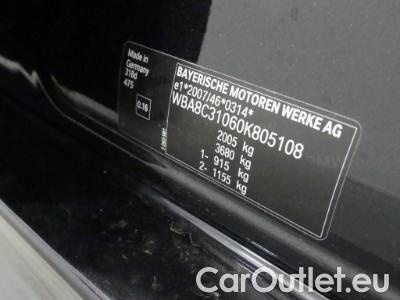 Made in
Germany
318d
475
0.16
BAYERISCHE MOTOREN WERKE AG
e1*2007/46*0314*
WBA8C31060K805108
2005 kg
3680 kg
1- 915 kg
2- 1155 kg
CarOutlet.eu